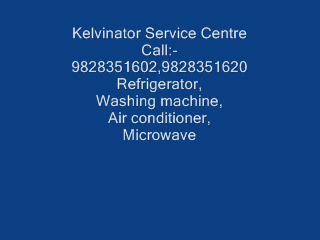 Kelvinator Service Centre
Call:-
9828351602,9828351620
Refrigerator,
Washing machine,
Air conditioner,
Microwave